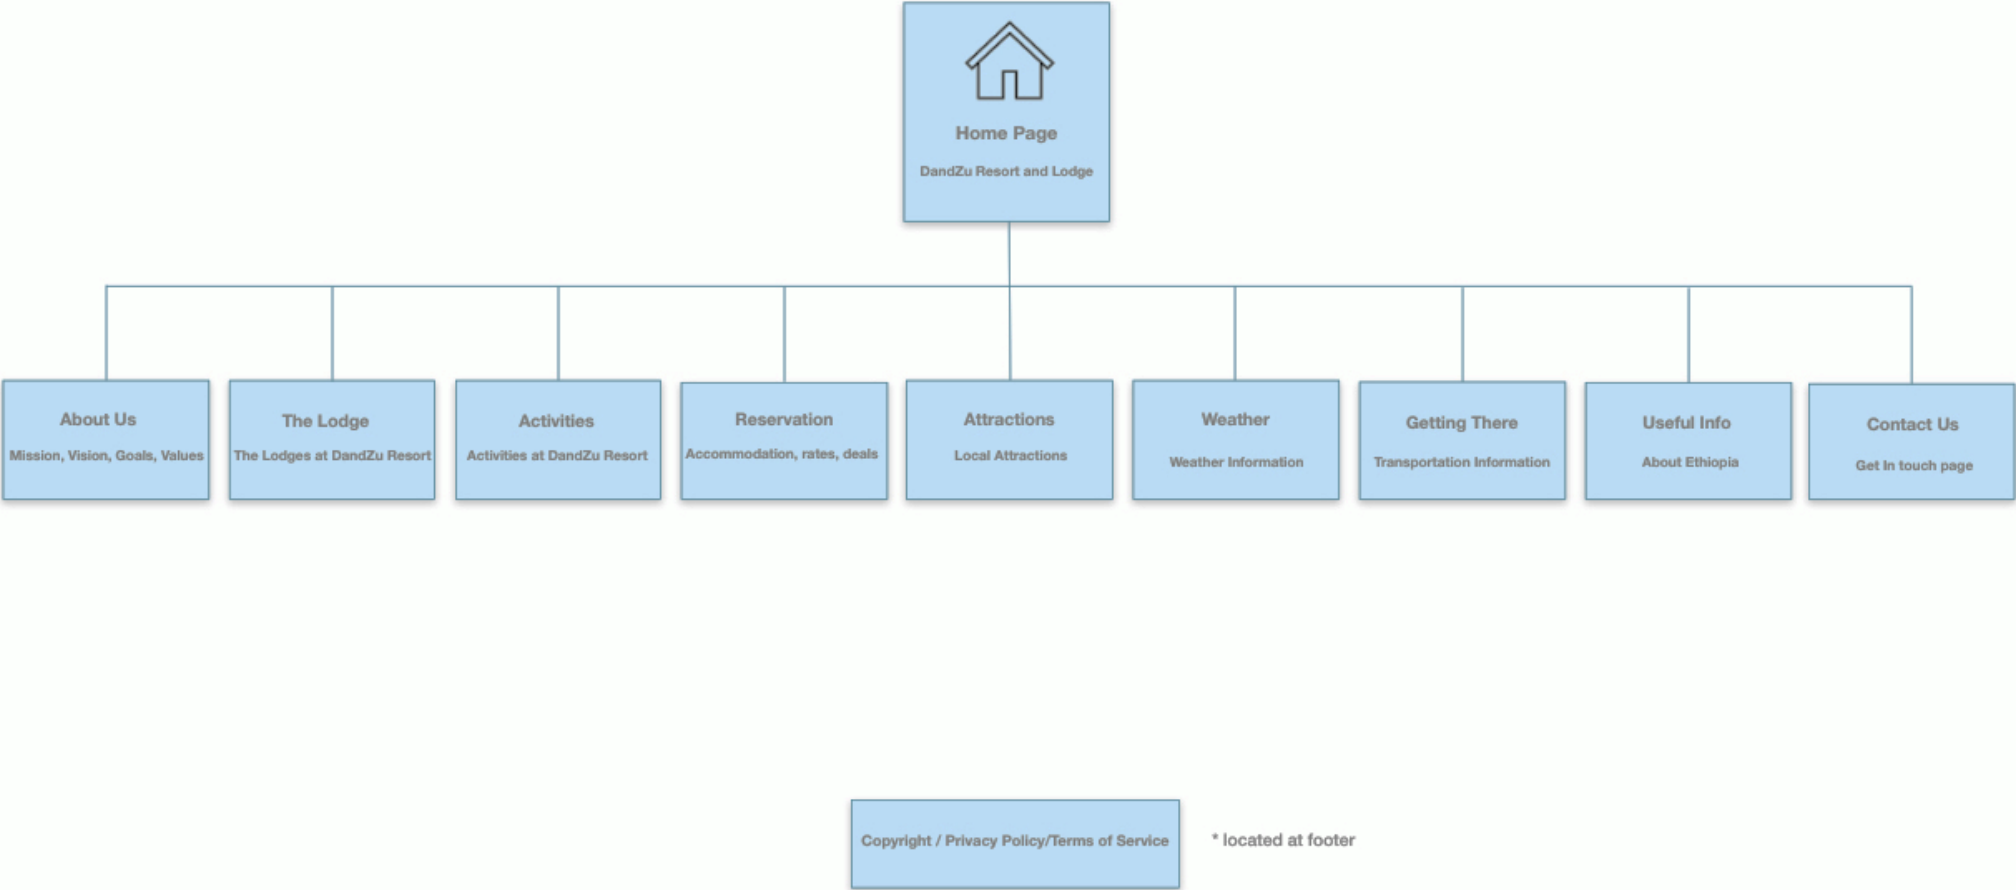 Home Page
DandZu Resort and Lodge
About Us
Mission, Vision, Goals, Values
The Lodge
The Lodges at DandZu Resort
Activities
Activities at DandZu Resort
Reservation
Accommodation, rates, deals
Attractions
Local Attractions
Weather
Weather Information
Getting There
Transportation Information
Useful Info
About Ethiopia
Contact Us
Get In touch page
Copyright / Privacy Policy/Terms of Service
* located at footer